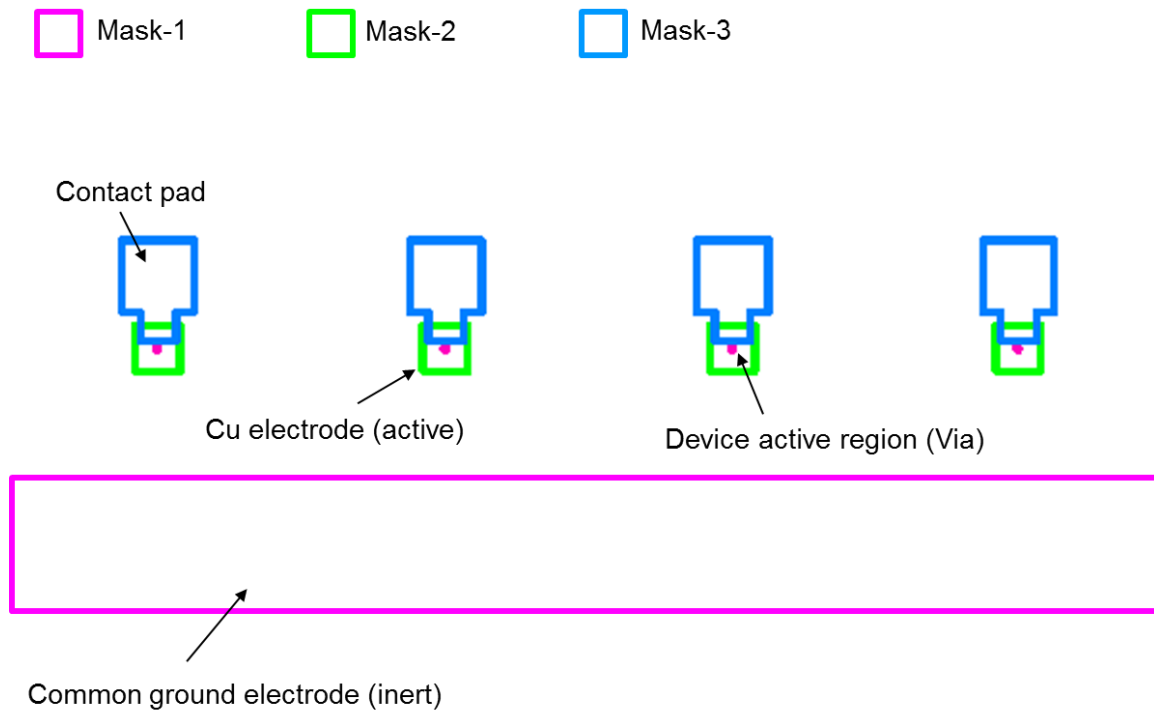 Mask-1
Mask-2
Mask-3
Contact pad
Cu electrode (active)
Device active region (Via)
Common ground electrode (inert)